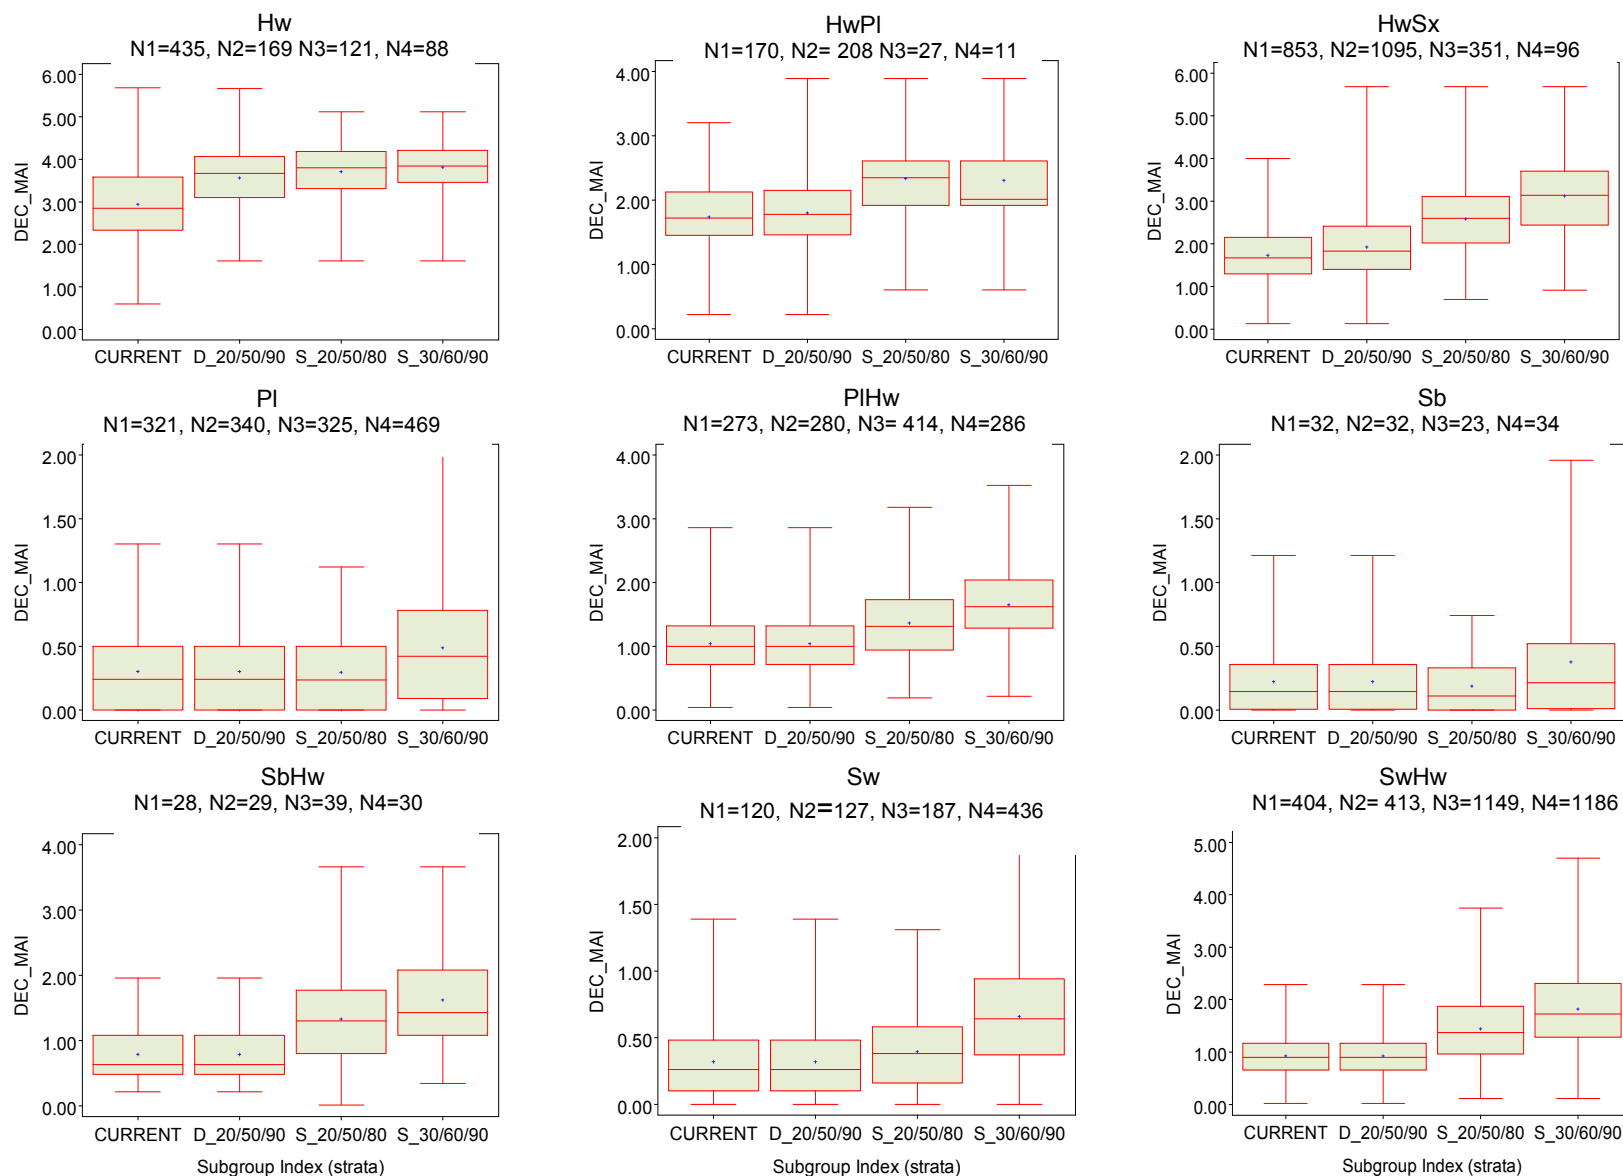 Hw
N1=435, N2=169 N3=121, N4=88
DEC_MAI
6.00
5.00
4.00
3.00
2.00
1.00
0.00
CURRENT D_20/50/90 S_20/50/80 S_30/60/90
HwPl
N1=170, N2= 208 N3=27, N4=11
DEC_MAI
4.00
3.00
2.00
1.00
0.00
CURRENT D_20/50/90 S_20/50/80 S_30/60/90
HwSx
N1=853, N2=1095, N3=351, N4=96
DEC_MAI
6.00
5.00
4.00
3.00
2.00
1.00
0.00
CURRENT D_20/50/90 S_20/50/80 S_30/60/90
Pl
N1=321, N2=340, N3=325, N4=469
DEC_MAI
2.00
1.50
1.00
0.50
0.00
CURRENT D_20/50/90 S_20/50/80 S_30/60/90
PlHw
N1=273, N2=280, N3= 414, N4=286
DEC_MAI
4.00
3.00
2.00
1.00
0.00
CURRENT D_20/50/90 S_20/50/80 S_30/60/90
Sb
N1=32, N2=32, N3=23, N4=34
DEC_MAI
2.00
1.50
1.00
0.50
0.00
CURRENT D_20/50/90 S_20/50/80 S_30/60/90
SbHw
N1=28, N2=29, N3=39, N4=30
DEC_MAI
4.00
3.00
2.00
1.00
0.00
CURRENT D_20/50/90 S_20/50/80 S_30/60/90
Subgroup Index (strata)
Sw
N1=120, N2=127, N3=187, N4=436
DEC_MAI
2.00
1.50
1.00
0.50
0.00
CURRENT D_20/50/90 S_20/50/80 S_30/60/90
SwHw
N1=404, N2= 413, N3=1149, N4=1186
DEC_MAI
5.00
4.00
3.00
2.00
1.00
0.00
CURRENT D_20/50/90 S_20/50/80 S_30/60/90
Subgroup Index (strata)